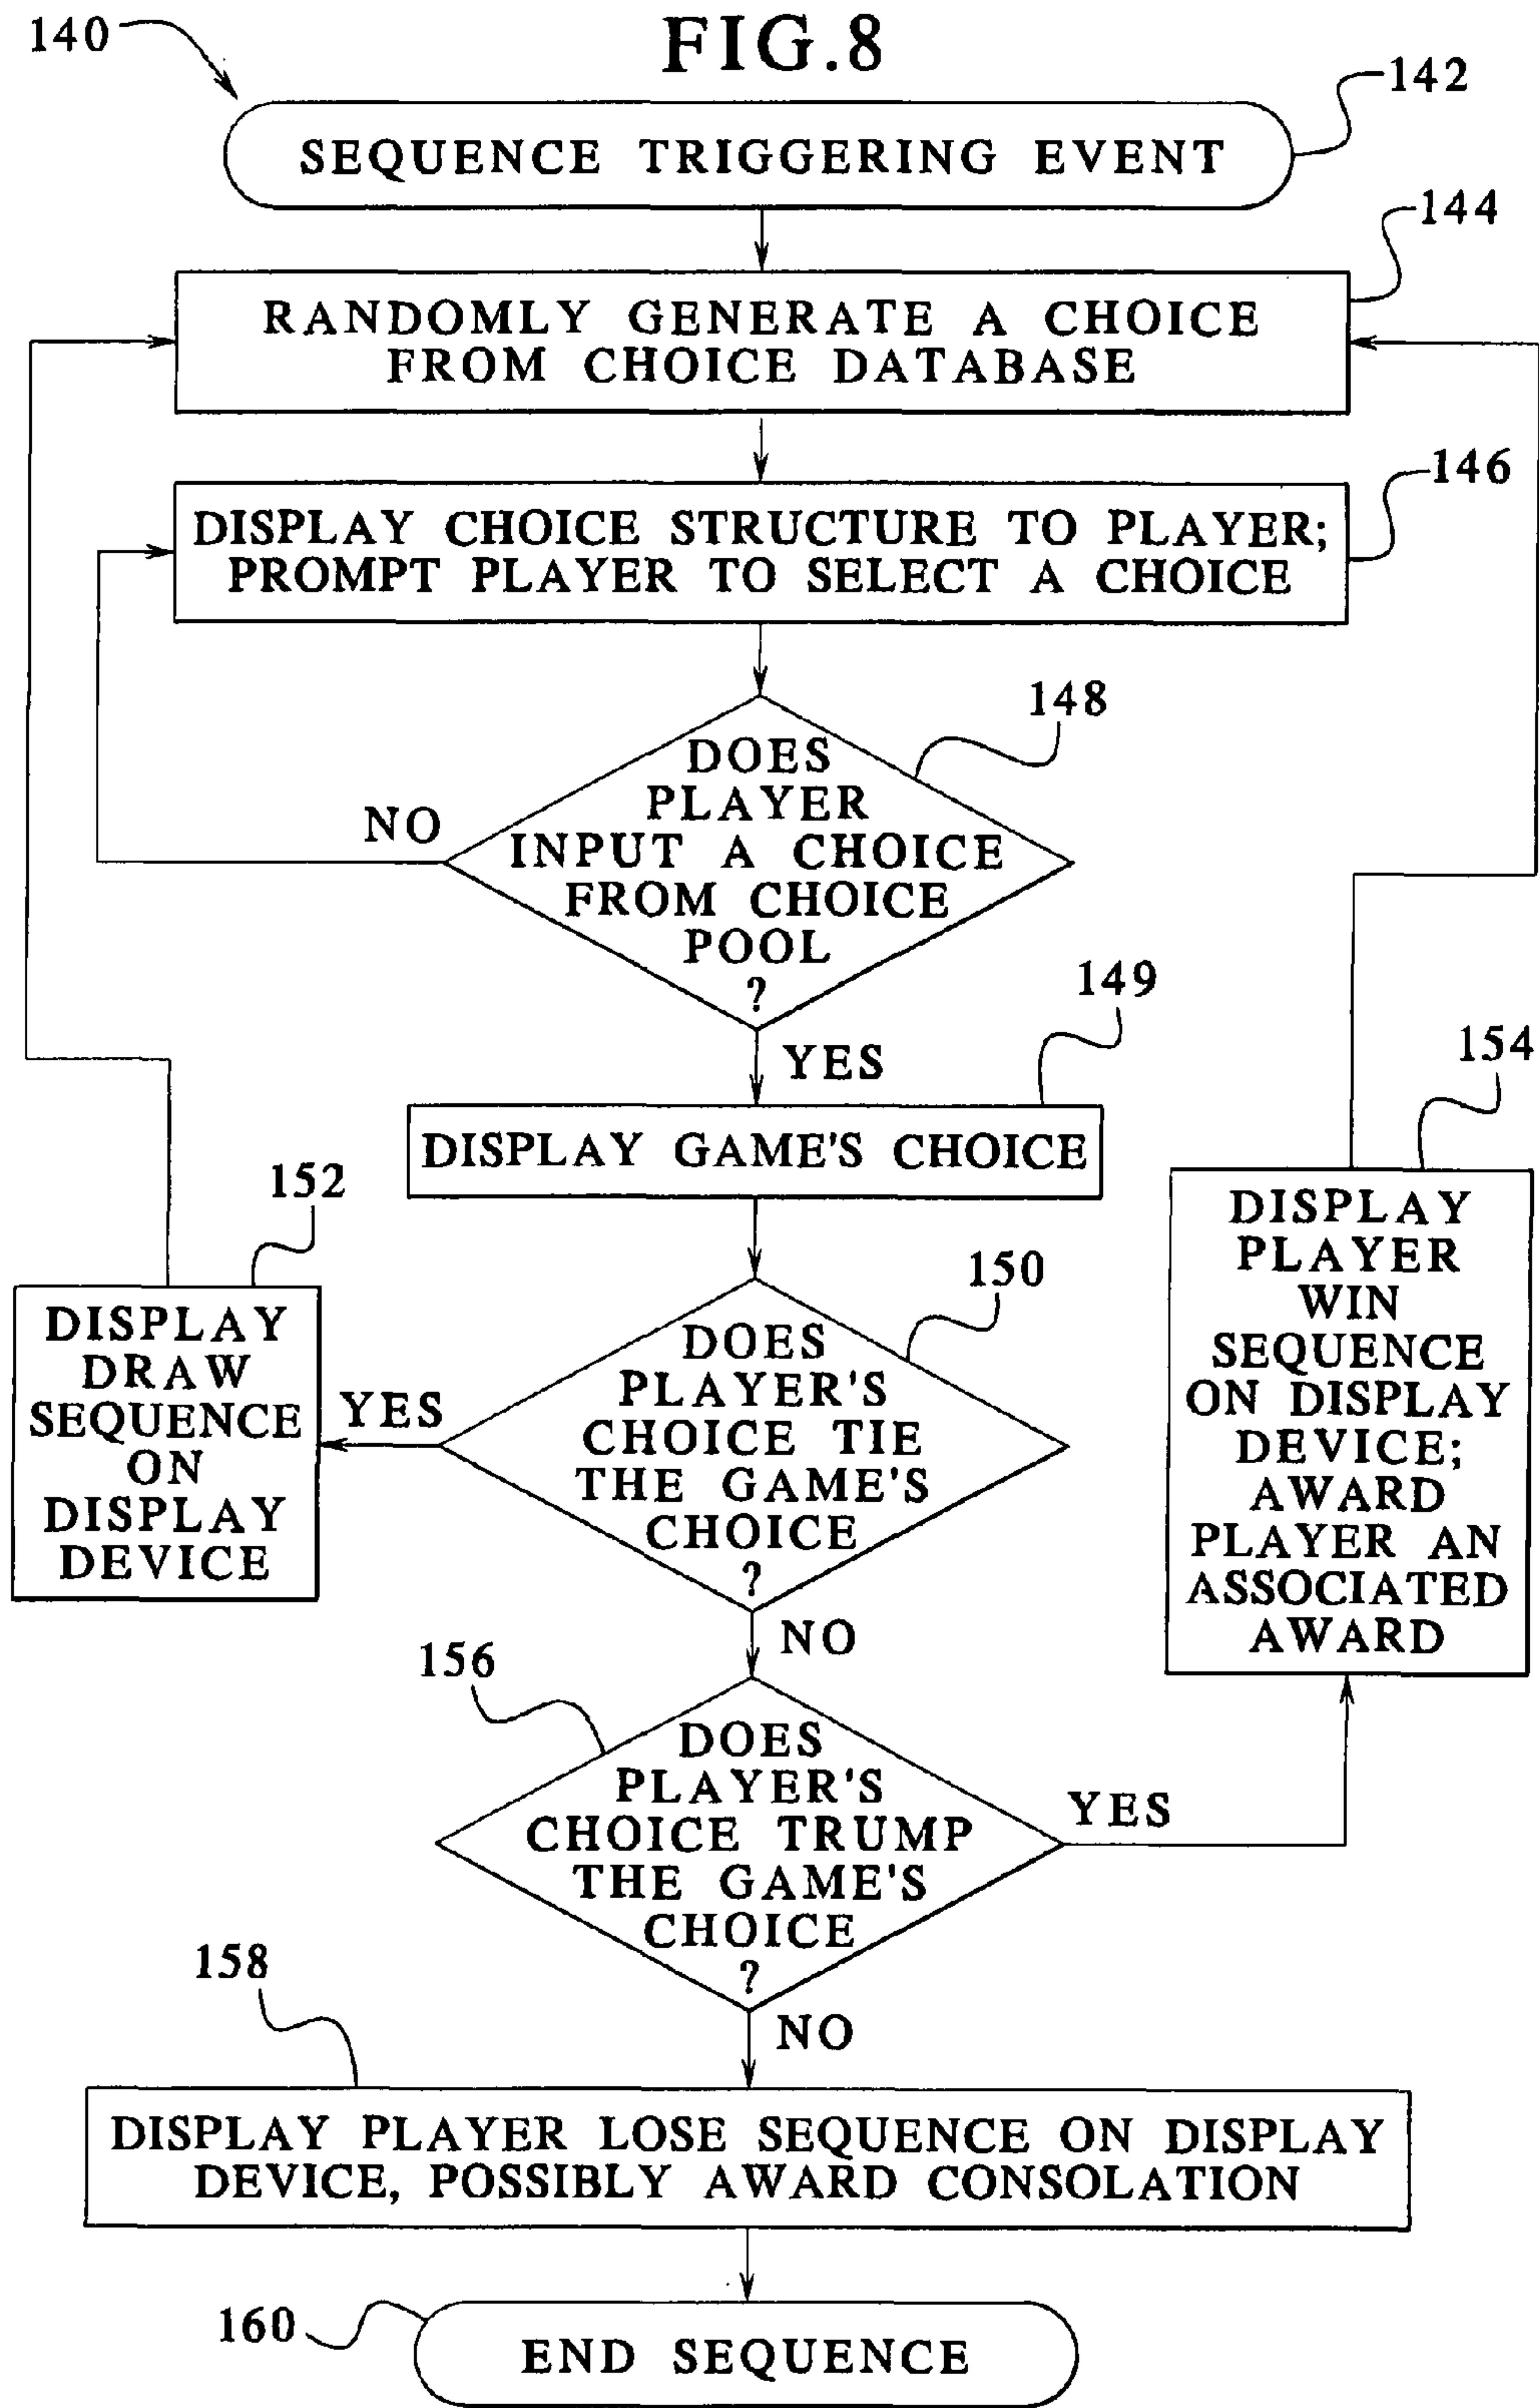 FIG.8
140
142
SEQUENCE TRIGGERING EVENT
144
RANDOMLY GENERATE A CHOICE
FROM CHOICE DATABASE
146
DISPLAY CHOICE STRUCTURE TO PLAYER;
PROMPT PLAYER TO SELECT A CHOICE
148
DOES
PLAYER
INPUT A CHOICE
FROM CHOICE
POOL
?
NO
YES
149
DISPLAY GAME'S CHOICE
150
DOES
PLAYER'S
CHOICE TIE
THE GAME'S
CHOICE
?
YES
152
DISPLAY
DRAW
SEQUENCE
ON
DISPLAY
DEVICE
NO
154
DISPLAY
PLAYER
WIN
SEQUENCE
ON DISPLAY
DEVICE;
AWARD
PLAYER AN
ASSOCIATED
AWARD
156
DOES
PLAYER'S
CHOICE TRUMP
THE GAME'S
CHOICE
?
YES
NO
158
DISPLAY PLAYER LOSE SEQUENCE ON DISPLAY
DEVICE, POSSIBLY AWARD CONSOLATION
160
END SEQUENCE